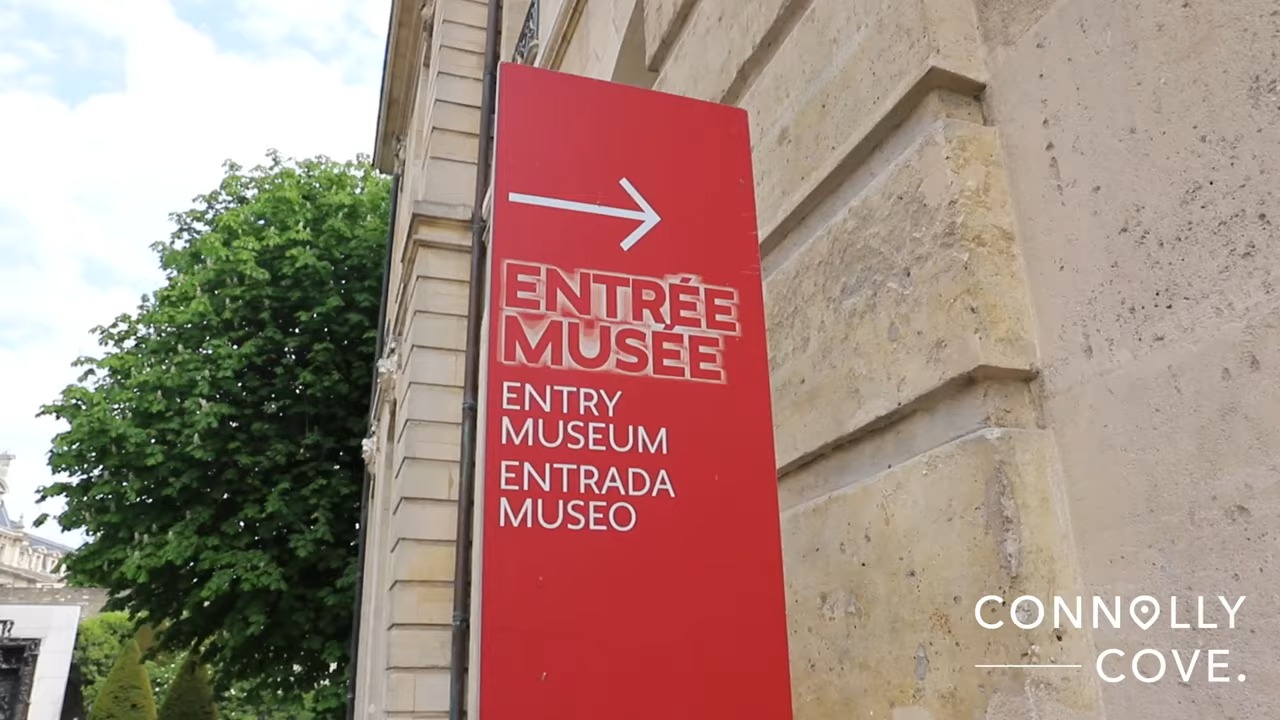 ENTRÉE
MUSÉE
ENTRY
MUSEUM
ENTRADA
MUSEO
CONNOLLY
COVE.